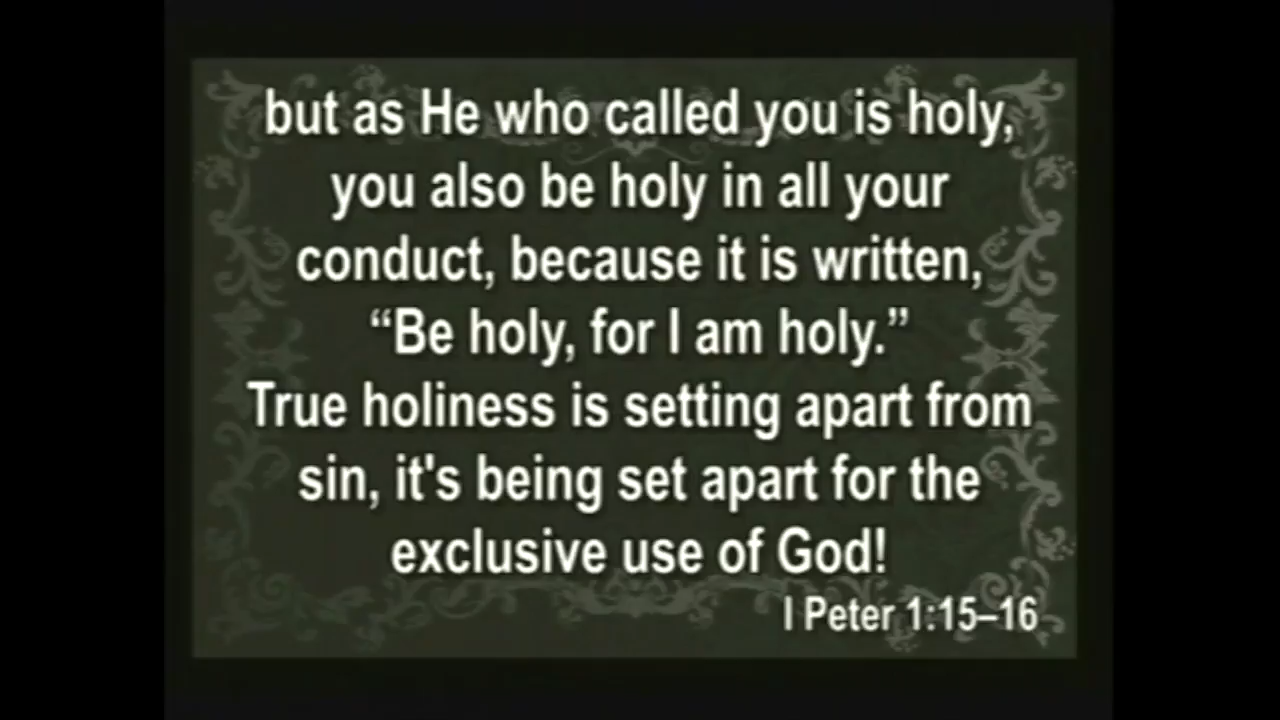 but as He who called you is holy,
you also be holy in all your
conduct, because it is written,
“Be holy, for I am holy.”
True holiness is setting apart from
sin, it's being set apart for the
exclusive use of God!
I Peter 1:15–16